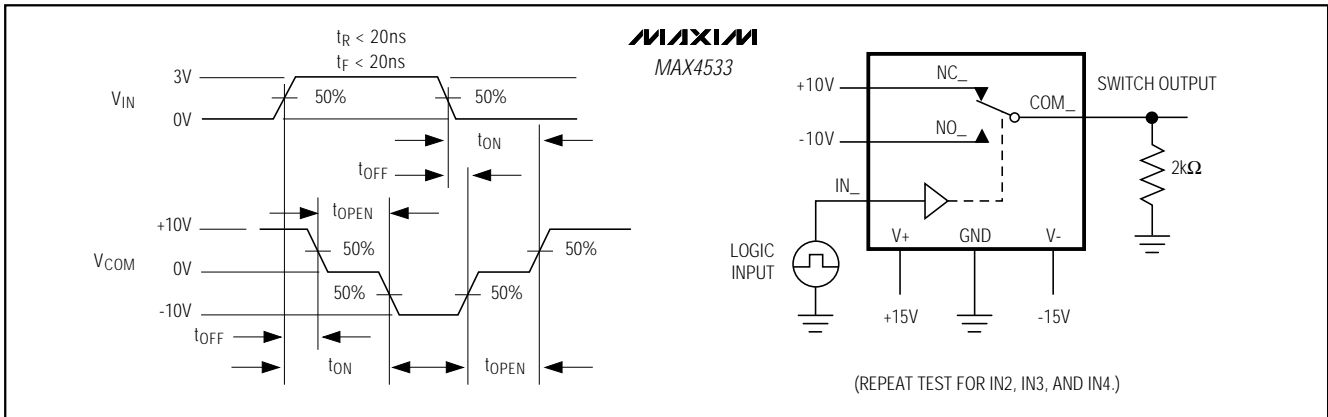 tR < 20ns
tF < 20ns
3V
VIN
50%
50%
0V
tON
tOFF
tOPEN
+10V
50%
50%
VCOM
0V
50%
50%
-10V
tOFF
tON
tOPEN
MAXIM
MAX4533
+10V
NC_
SWITCH OUTPUT
COM_
-10V
NO_
2kΩ
IN_
V+
GND
V-
LOGIC
INPUT
+15V
-15V
(REPEAT TEST FOR IN2, IN3, AND IN4.)